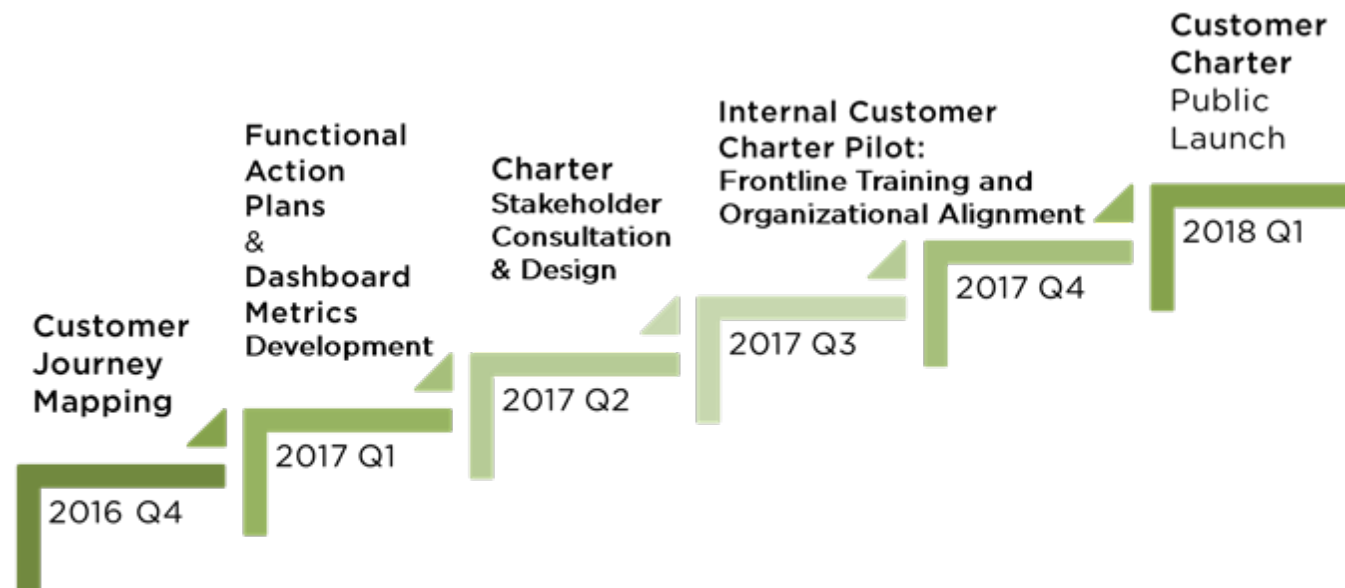 Customer
Journey
Mapping
2016 Q4
Functional
Action
Plans
&
Dashboard
Metrics
Development
2017 Q1
Charter
Stakeholder
Consultation
& Design
2017 Q2
Internal Customer
Charter Pilot:
Frontline Training and
Organizational Alignment
2017 Q3
2017 Q4
Customer
Charter
Public
Launch
2018 Q1